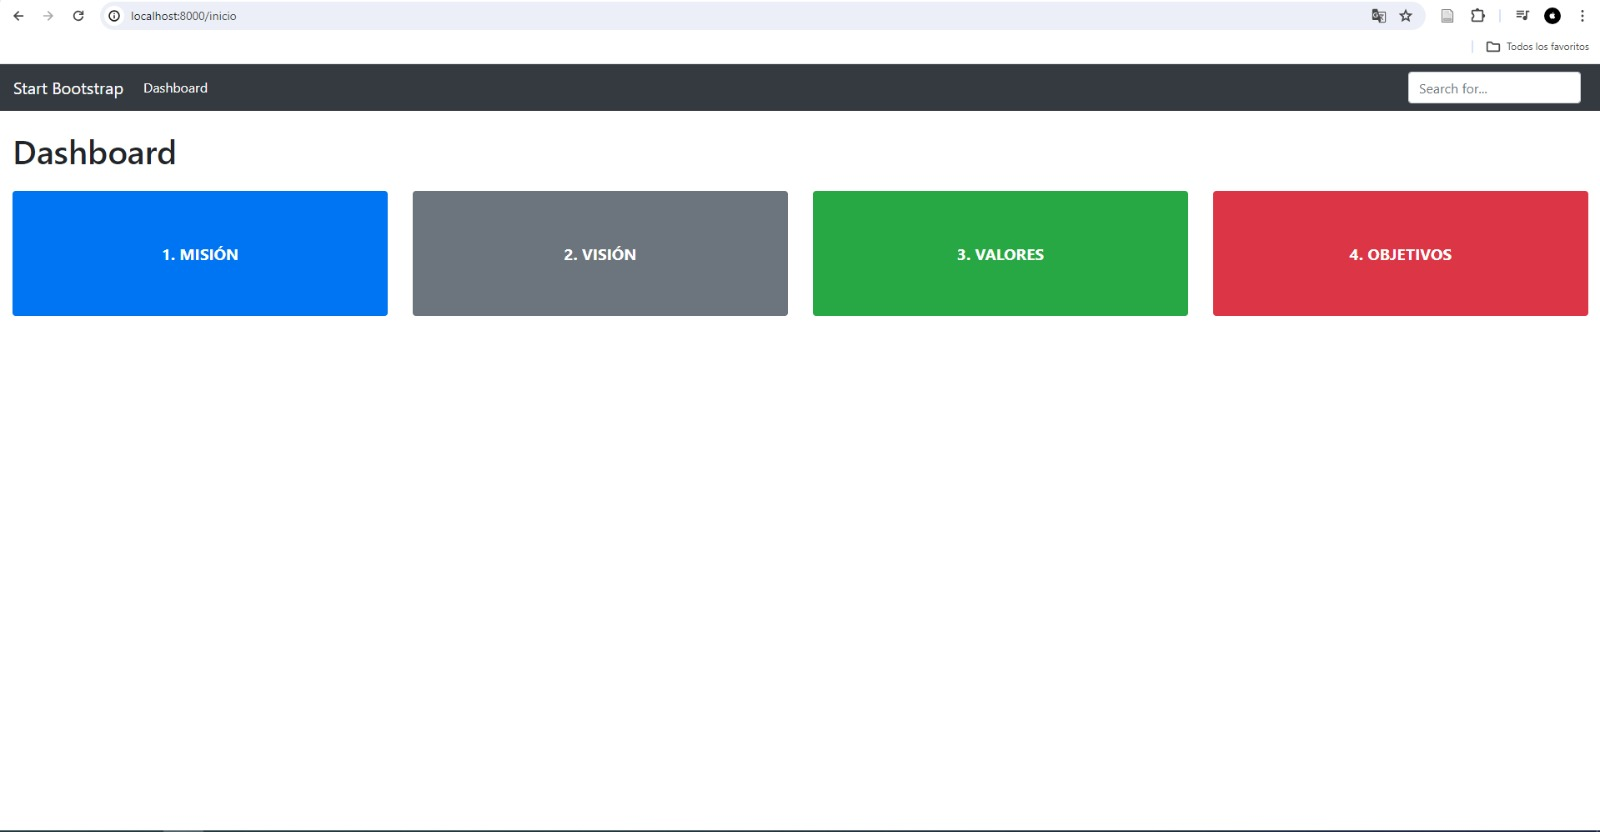 localhost:8000/inicio
Todos los favoritos
Start Bootstrap
Dashboard
Search for...
Dashboard
1. MISIÓN
2. VISIÓN
3. VALORES
4. OBJETIVOS